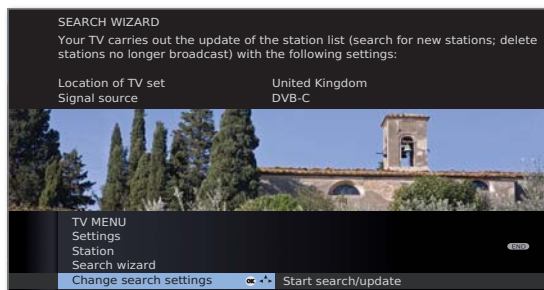 SEARCH WIZARD
Your TV carries out the update of the station list (search for new stations; delete
stations no longer broadcast) with the following settings:
Location of TV set United Kingdom
Signal source DVB-C
TV MENU
Settings
Station
END
Search wizard
Change search settings OK Start search/update